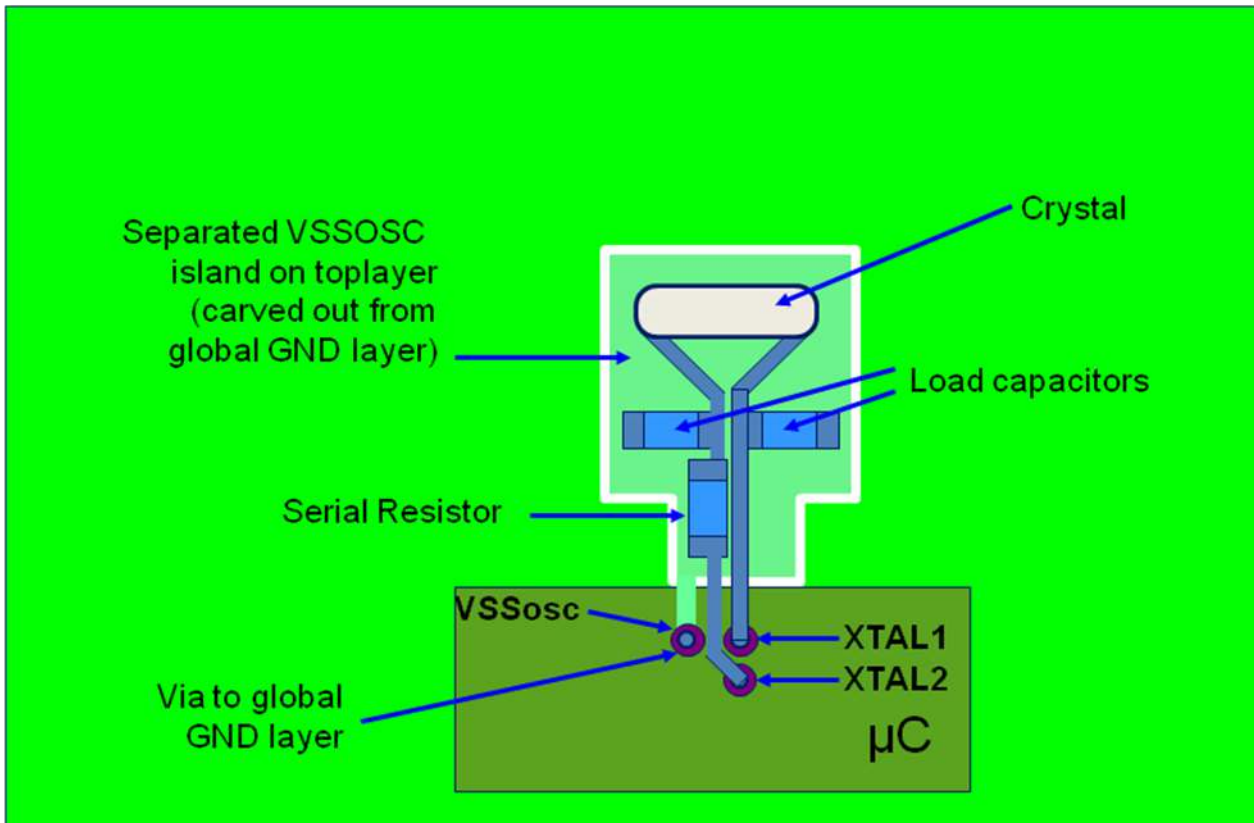 Crystal
Separated VSSOSC
island on toplayer
(carved out from
global GND layer)
Load capacitors
Serial Resistor
VSSosc
XTAL1
XTAL2
Via to global
GND layer
µC